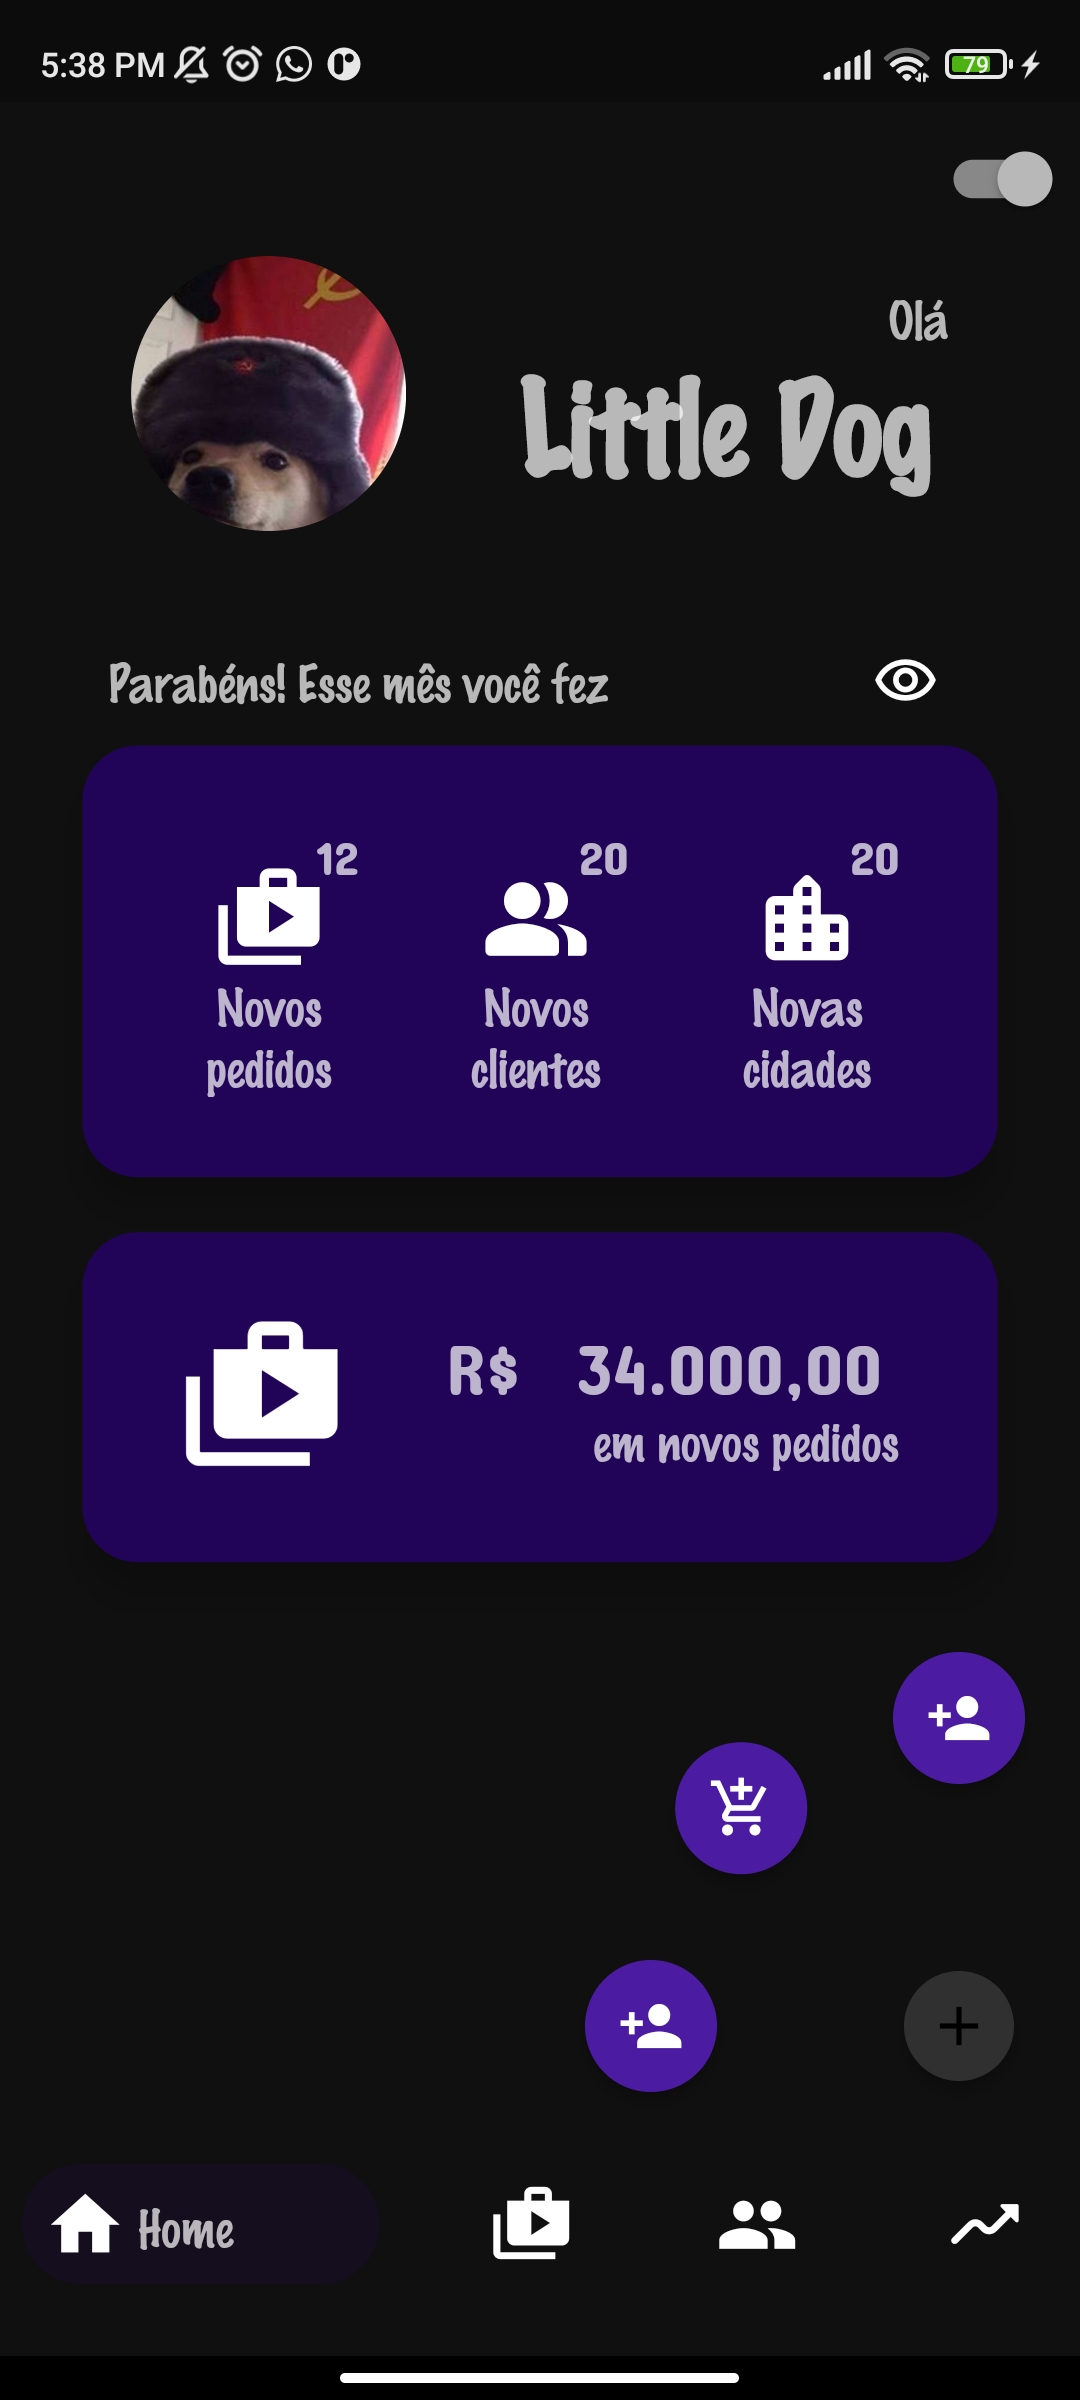 5:38 PM
79
Olá
Little Dog
Parabéns! Esse mês você fez
12
20
20
Novos
pedidos
Novos
clientes
Novas
cidades
R$ 34.000,00
em novos pedidos
Home